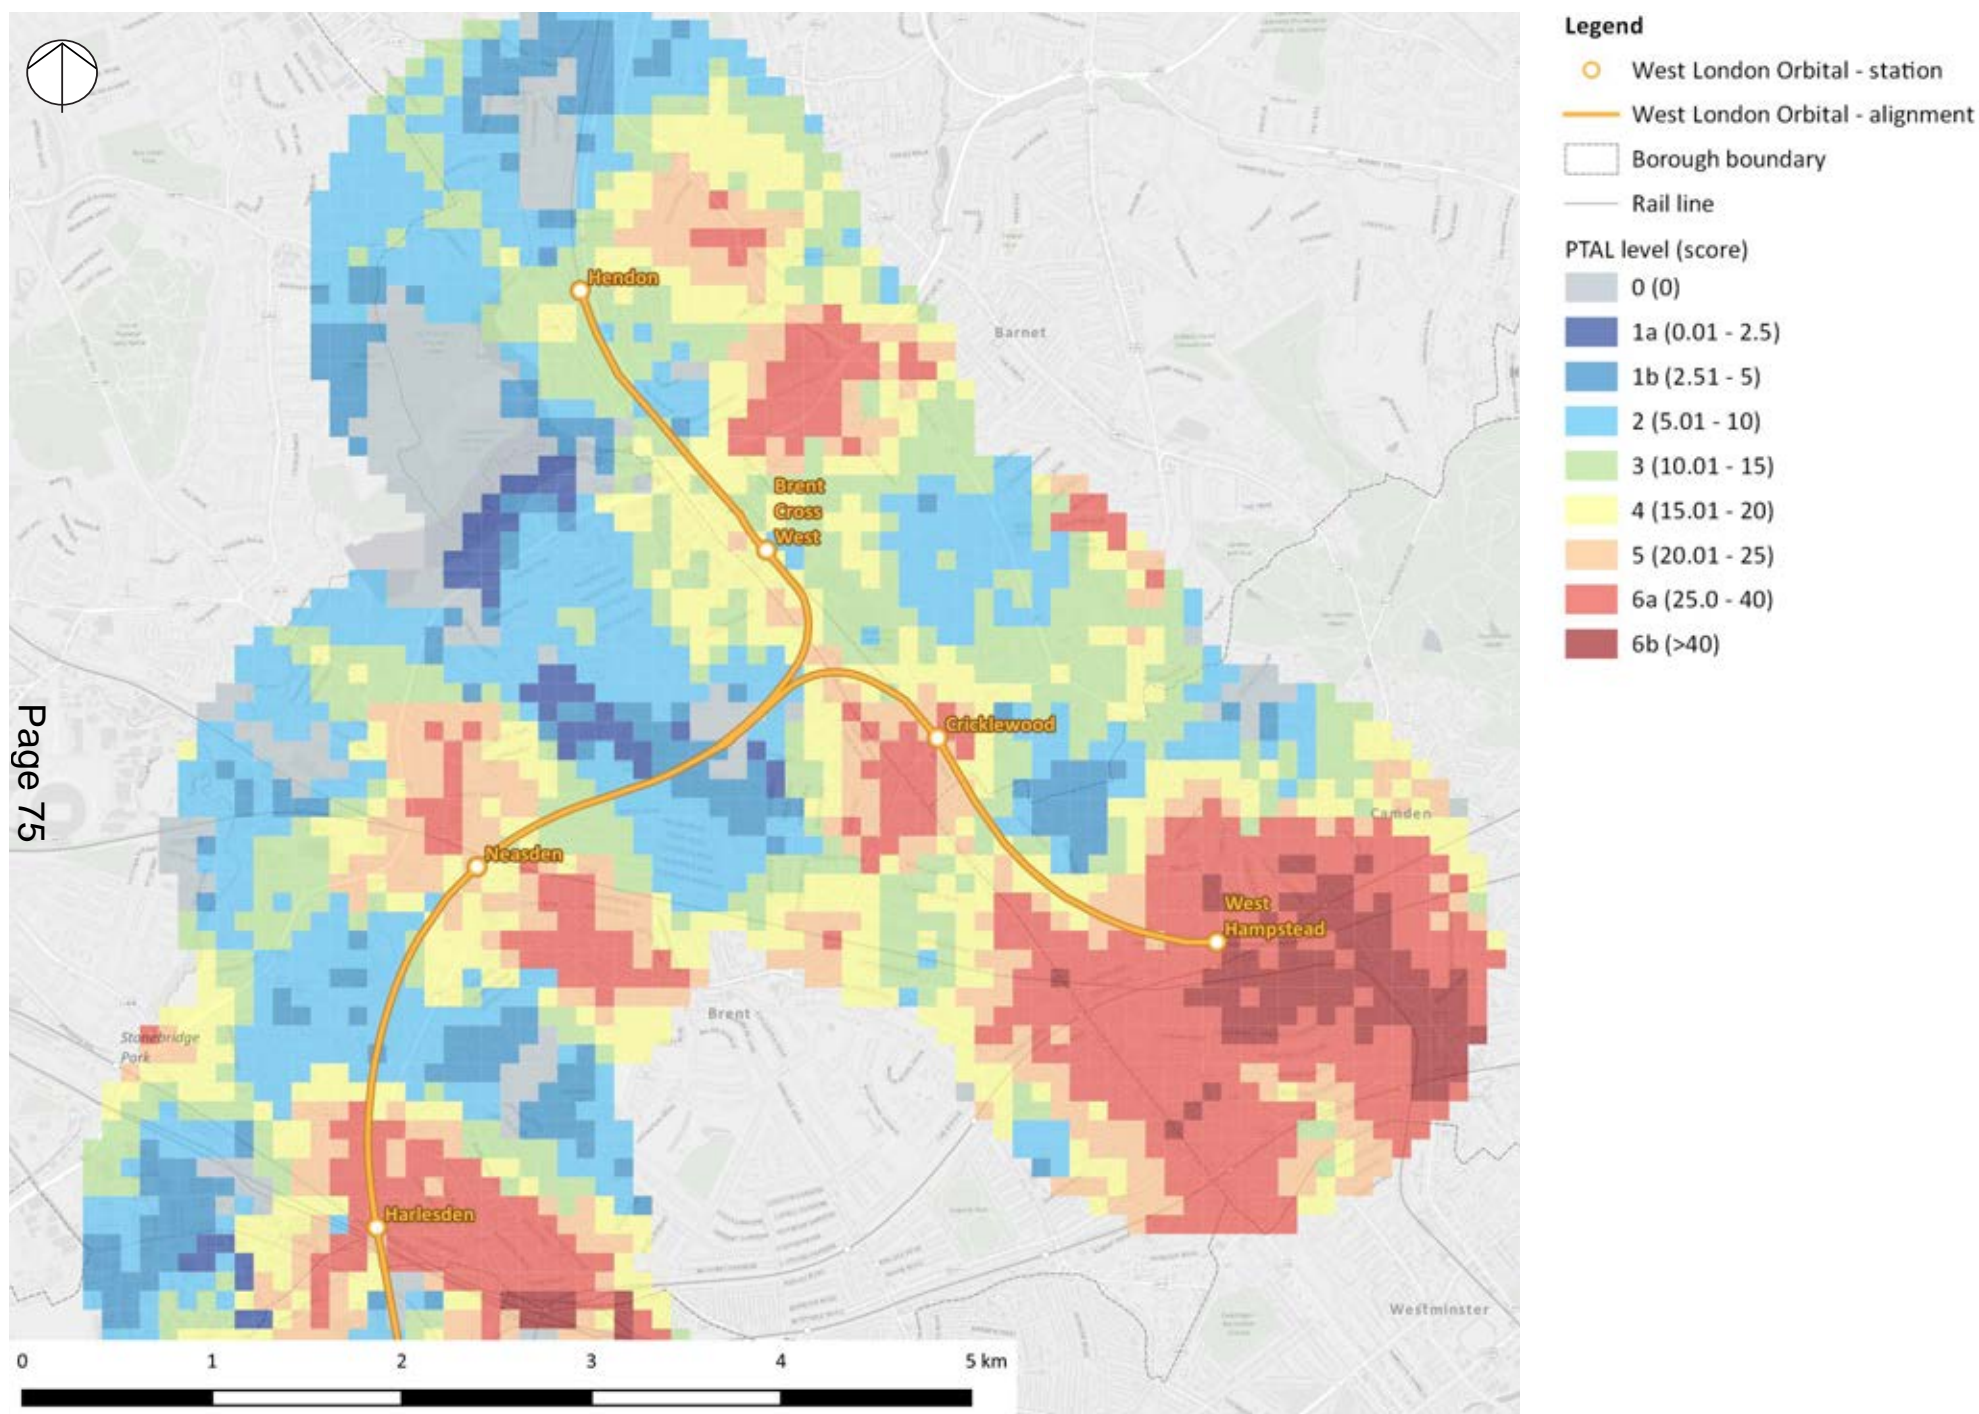 Legend
West London Orbital - station
West London Orbital - alignment
Borough boundary
Rail line
PTAL level (score)
0 (0)
1a (0.01 - 2.5)
1b (2.51 - 5)
2 (5.01 - 10)
3 (10.01 - 15)
4 (15.01 - 20)
5 (20.01 - 25)
6a (25.0 - 40)
6b (>40)
Hendon
Barnet
Brent
Cross
West
Cricklewood
Page 75
Camden
Neasden
West
Hampstead
Brent
Stonebridge
Park
Harlesden
Westminster
0 1 2 3 4 5 km